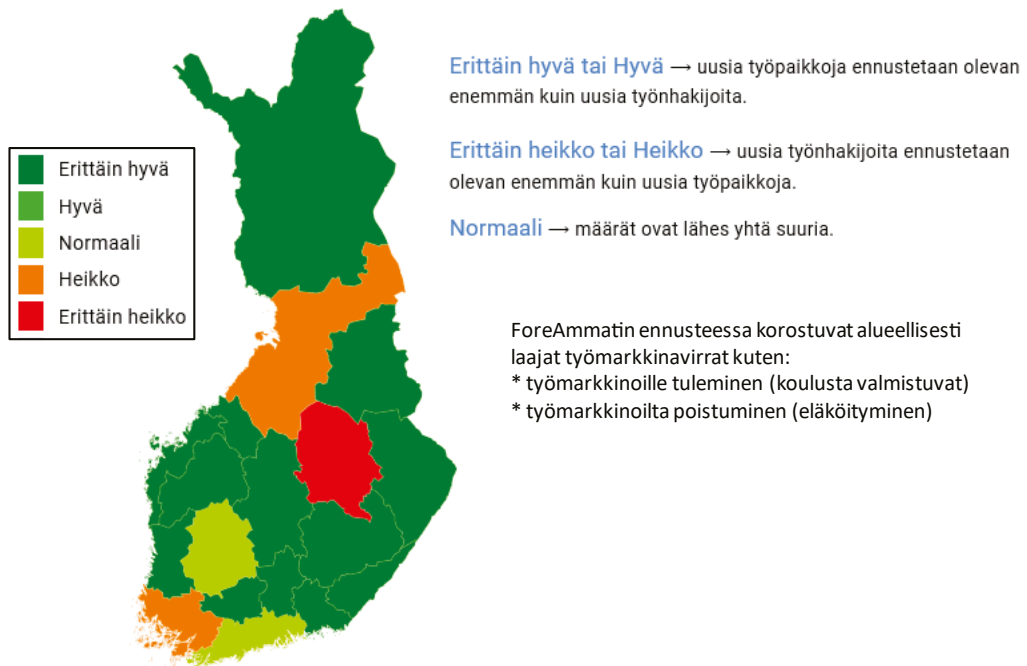 Erittäin hyvä
Hyvä
Normaali
Heikko
Erittäin heikko
Erittäin hyvä tai Hyvä → uusia työpaikkoja ennustetaan olevan
enemmän kuin uusia työnhakijoita.
Erittäin heikko tai Heikko → uusia työnhakijoita ennustetaan
olevan enemmän kuin uusia työpaikkoja.
Normaali → määrät ovat lähes yhtä suuria.
ForeAmmatin ennusteessa korostuvat alueellisesti
laajat työmarkkinavirrat kuten:
* työmarkkinoille tuleminen (koulusta valmistuvat)
* työmarkkinoilta poistuminen (eläköityminen)